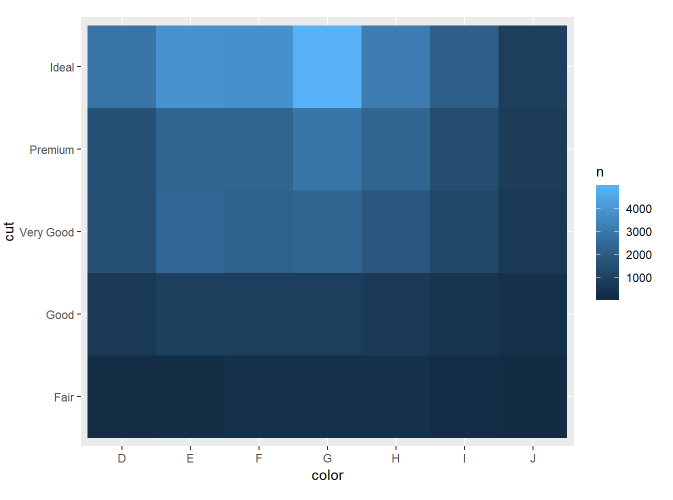 Ideal
Premium
Very Good
Good
Fair
cut
D E F G H I J
color
n
4000
3000
2000
1000